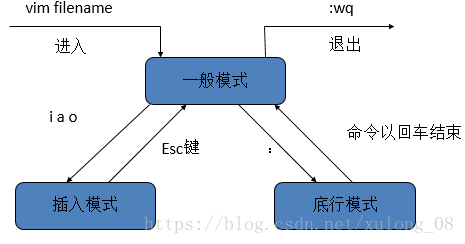 vim filename
:wq
进入
退出
一般模式
i a o
Esc键
:
命令以回车结束
插入模式
底行模式
https://blog.csdn.net/xulong_08